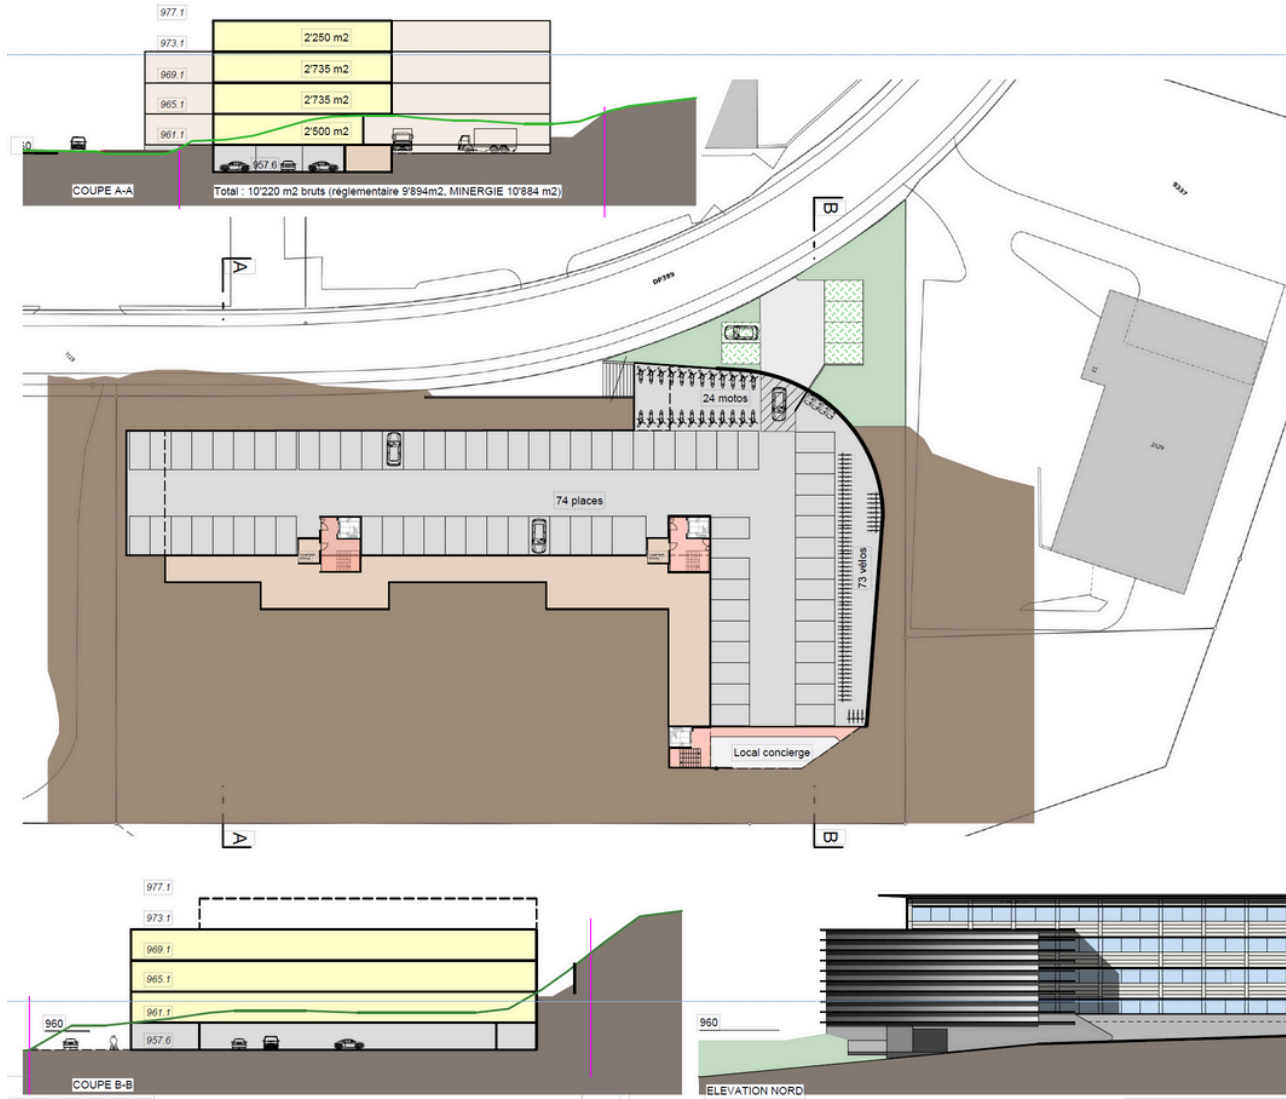 977.1
973.1
2'250 m2
969.1
2'735 m2
965.1
2'735 m2
961.1
2'500 m2
957.6
COUPE A-A
Total : 10'220 m2 bruts (réglementaire 9'894m2, MINERGIE 10'884 m2)
A
B
DP389
9337
24 motos
74 places
73 vélos
2529
Local concierge
A
B
977.1
973.1
969.1
965.1
961.1
960
957.6
COUPE B-B
960
ELEVATION NORD